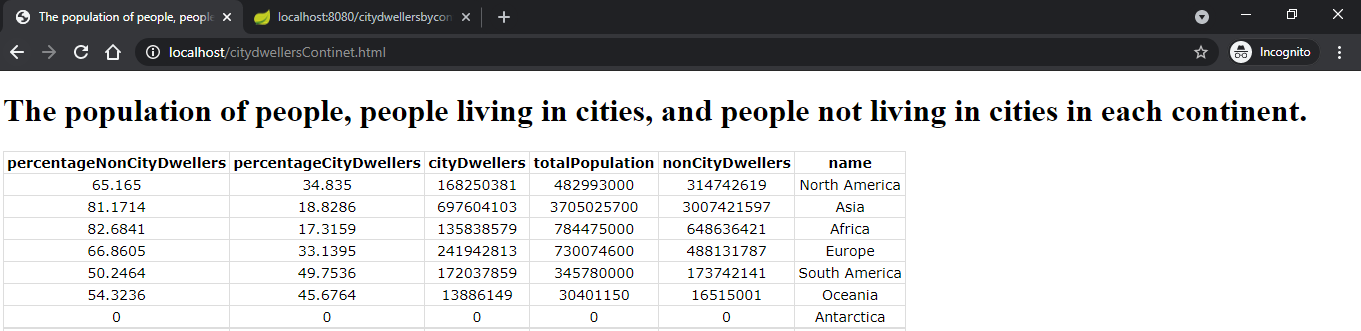 The population of people, people
localhost:8080/citydwellersbycon
localhost/citydwellersContinet.html
Incognito
The population of people, people living in cities, and people not living in cities in each continent.
percentageNonCityDwellers percentageCityDwellers cityDwellers totalPopulation nonCityDwellers name
65.165 34.835 168250381 482993000 314742619 North America
81.1714 18.8286 697604103 3705025700 3007421597 Asia
82.6841 17.3159 135838579 784475000 648636421 Africa
66.8605 33.1395 241942813 730074600 488131787 Europe
50.2464 49.7536 172037859 345780000 173742141 South America
54.3236 45.6764 13886149 30401150 16515001 Oceania
0 0 0 0 0 Antarctica